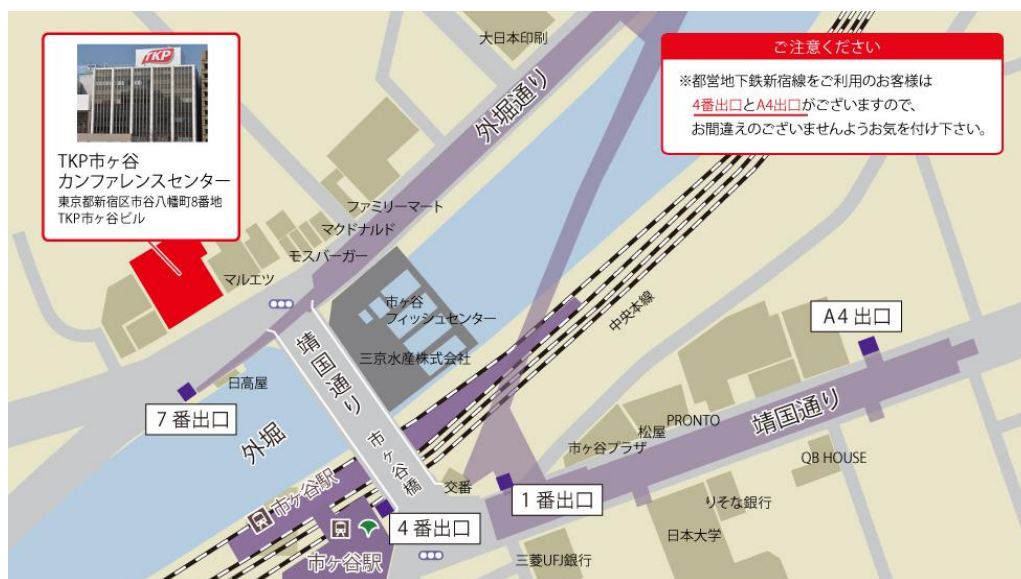 TKP
TKP市ヶ谷
カンファレンスセンター
東京都新宿区市谷八幡町8番地
TKP市ヶ谷ビル
大日本印刷
外堀通り
ご注意ください
※都営地下鉄新宿線をご利用のお客様は
4番出口とA4出口がございますので、
お間違えのございませんようお気を付け下さい。
ファミリーマート
マクドナルド
モスバーガー
マルエツ
市ヶ谷
フィッシュセンター
三京水産株式会社
中央本線
A4 出口
靖国通り
日高屋
7 番出口
外堀
市ヶ谷橋
靖国通り
PRONTO
松屋
市ヶ谷プラザ
QB HOUSE
交番
1 番出口
りそな銀行
日本大学
市ヶ谷駅
4 番出口
市ヶ谷駅
三菱UFJ銀行